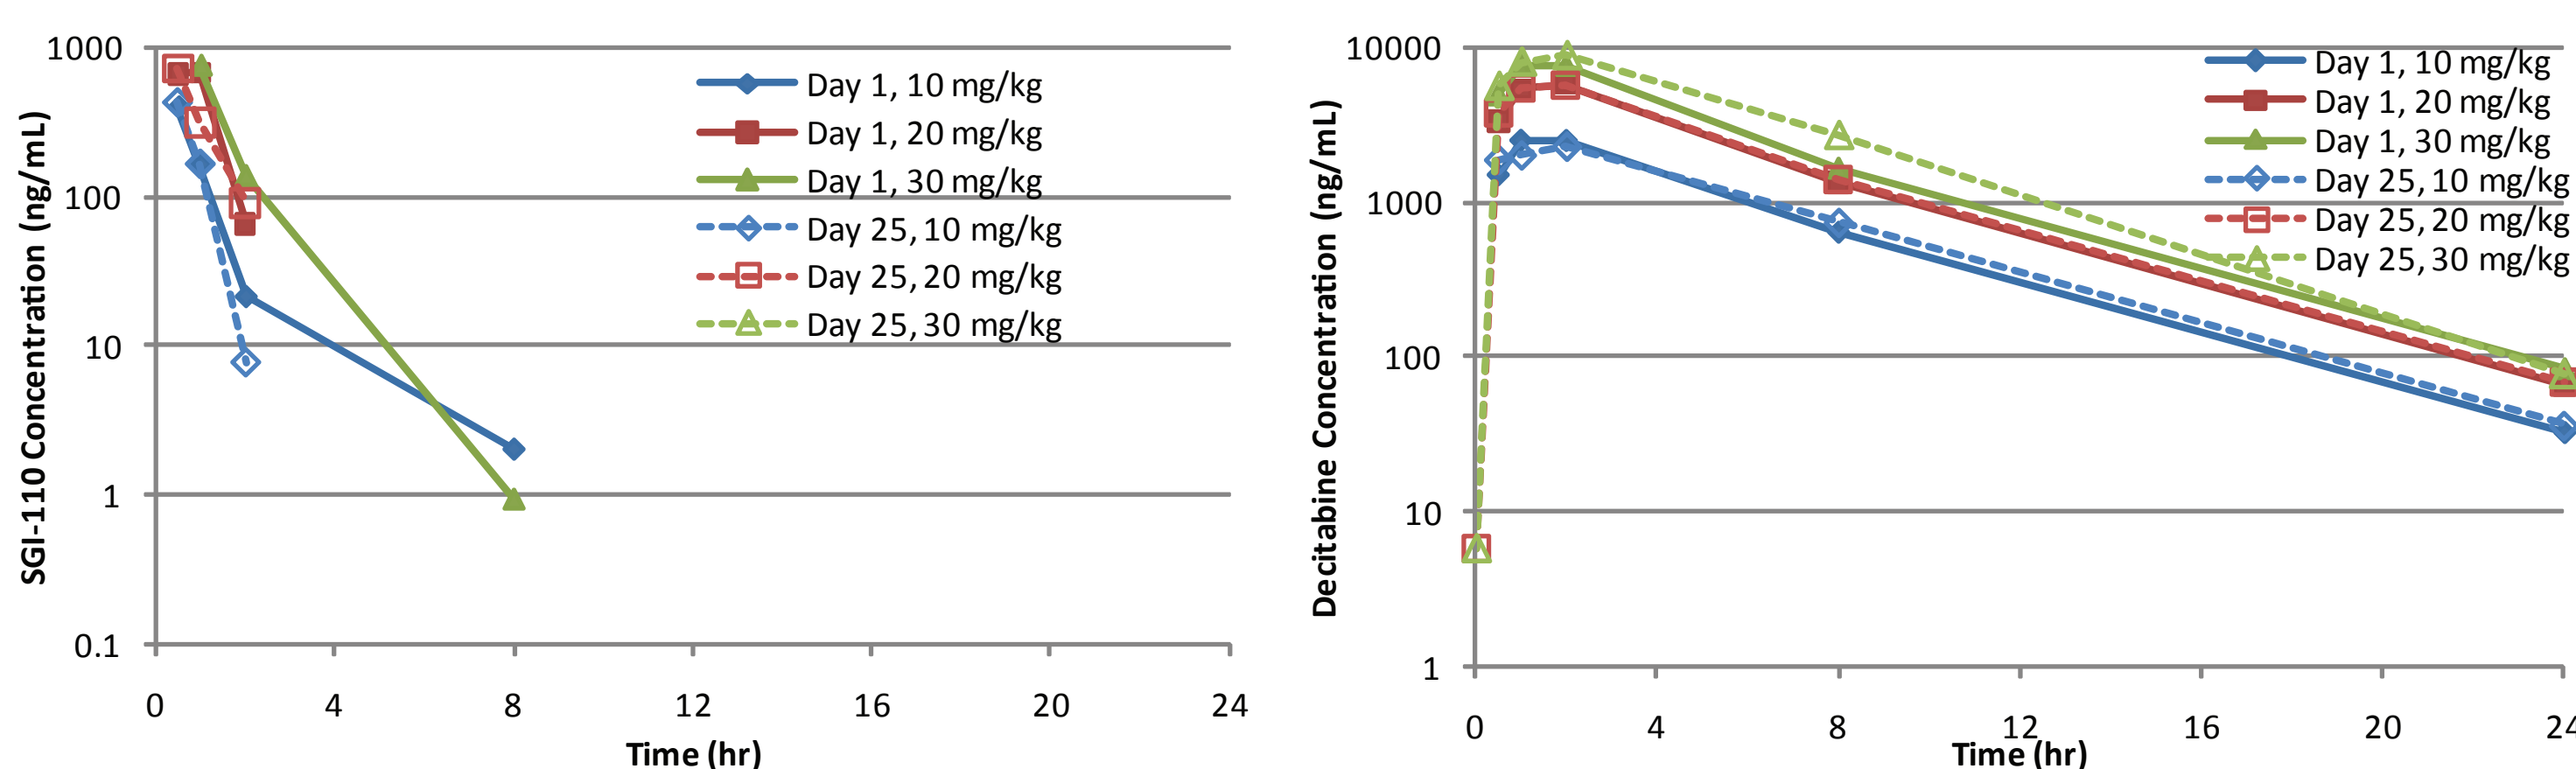 SGI-110 Concentration (ng/mL)
1000
100
10
1
0.1
0 4 8 12 16 20 24
Time (hr)
Day 1, 10 mg/kg
Day 1, 20 mg/kg
Day 1, 30 mg/kg
Day 25, 10 mg/kg
Day 25, 20 mg/kg
Day 25, 30 mg/kg
Decitabine Concentration (ng/mL)
10000
1000
100
10
1
0 4 8 12 16 20 24
Time (hr)
Day 1, 10 mg/kg
Day 1, 20 mg/kg
Day 1, 30 mg/kg
Day 25, 10 mg/kg
Day 25, 20 mg/kg
Day 25, 30 mg/kg